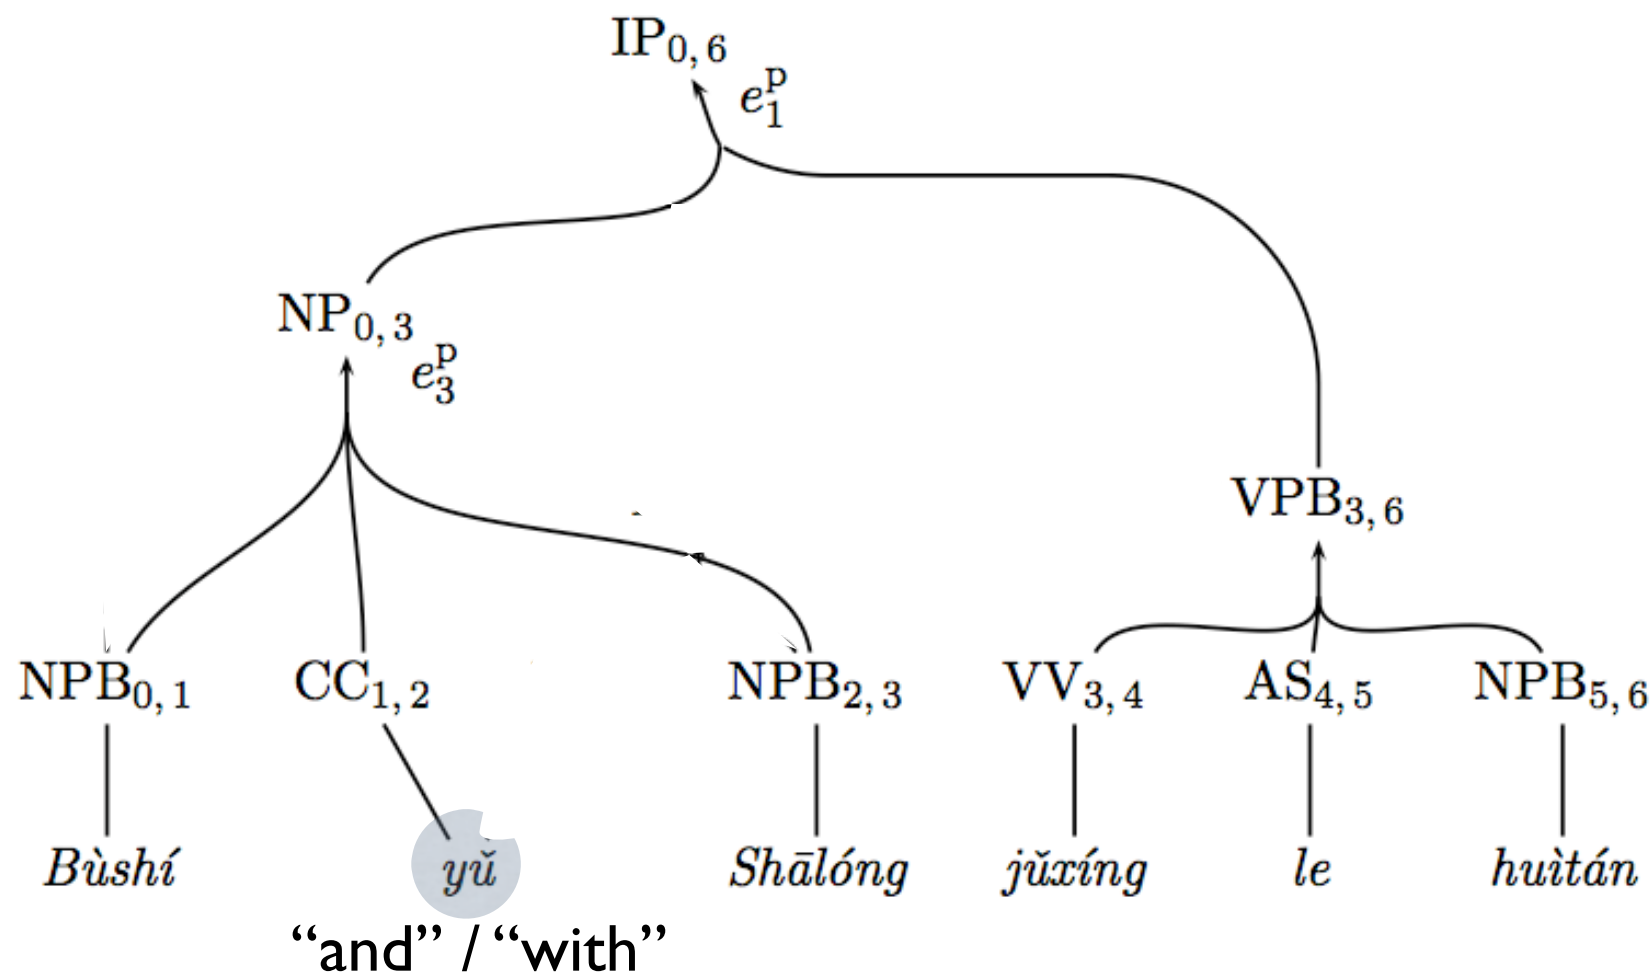 IP0, 6
e1p
NP0, 3
e3p
VPB3, 6
NPB0, 1 CC1, 2 NPB2, 3 VV3, 4 AS4, 5 NPB5, 6
Bùshí yǔ Shālóng jǔxíng le huìtán
“and” / “with”